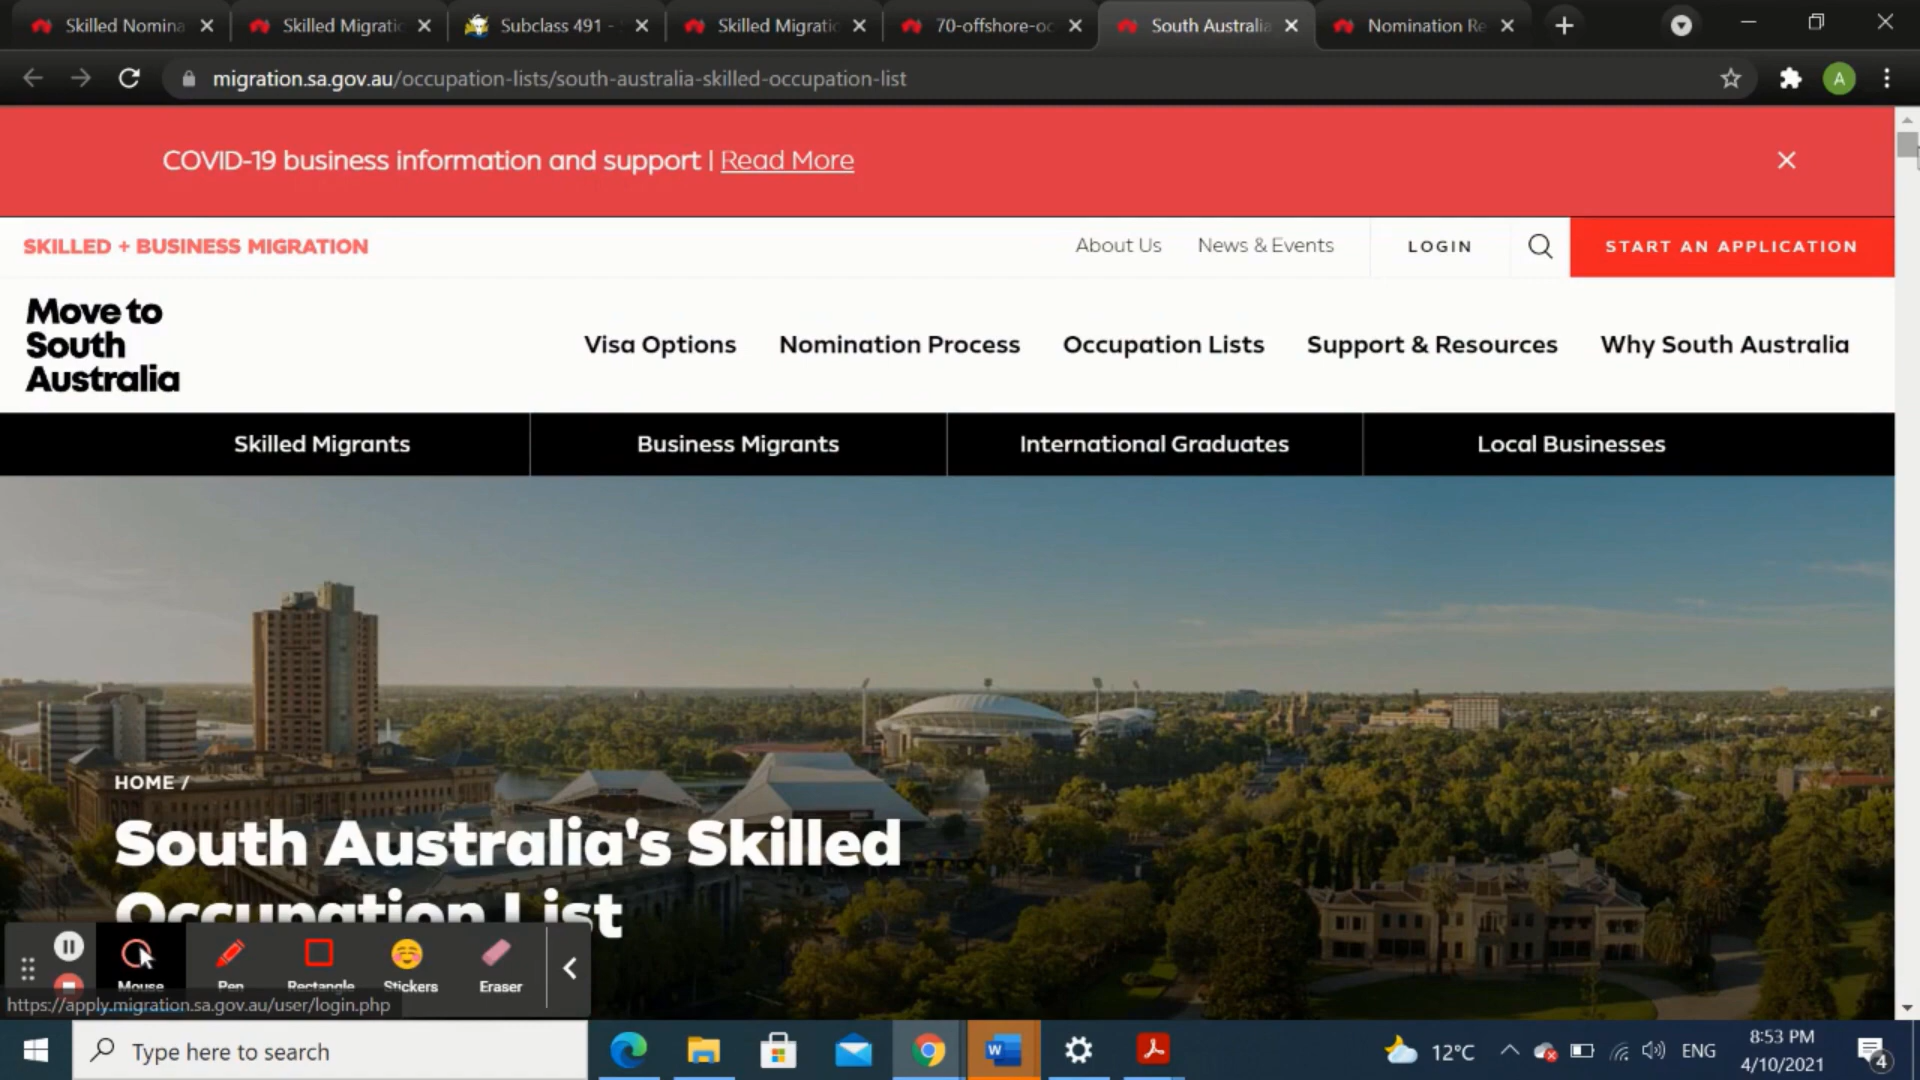 Skilled Nomina
Skilled Migratio
Subclass 491 -
Skilled Migratio
70-offshore-oc
South Australia
Nomination Re
migration.sa.gov.au/occupation-lists/south-australia-skilled-occupation-list
A
COVID-19 business information and support | Read More
SKILLED + BUSINESS MIGRATION
About Us
News & Events
LOGIN
START AN APPLICATION
Move to
South
Australia
Visa Options
Nomination Process
Occupation Lists
Support & Resources
Why South Australia
Skilled Migrants
Business Migrants
International Graduates
Local Businesses
HOME /
South Australia's Skilled
Occupation List
Mouse
Pen
Rectangle
Stickers
Eraser
https://apply.migration.sa.gov.au/user/login.php
Type here to search
W
12°C
ENG
8:53 PM
4/10/2021
4